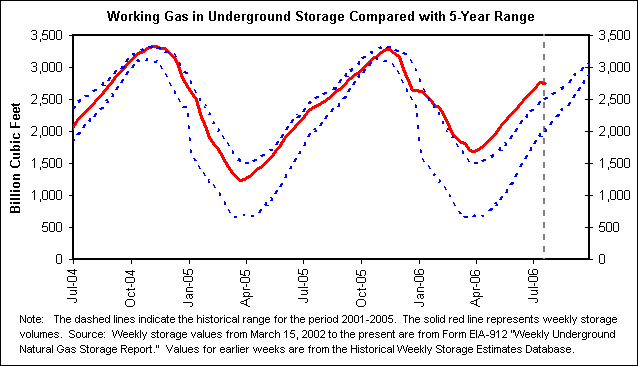 Working Gas in Underground Storage Compared with 5-Year Range
Billion Cubic Feet
3,500
3,000
2,500
2,000
1,500
1,000
500
0
3,500
3,000
2,500
2,000
1,500
1,000
500
0
Jul-04
Oct-04
Jan-05
Apr-05
Jul-05
Oct-05
Jan-06
Apr-06
Jul-06
Note: The dashed lines indicate the historical range for the period 2001-2005. The solid red line represents weekly storage
volumes. Source: Weekly storage values from March 15, 2002 to the present are from Form EIA-912 "Weekly Underground
Natural Gas Storage Report." Values for earlier weeks are from the Historical Weekly Storage Estimates Database.